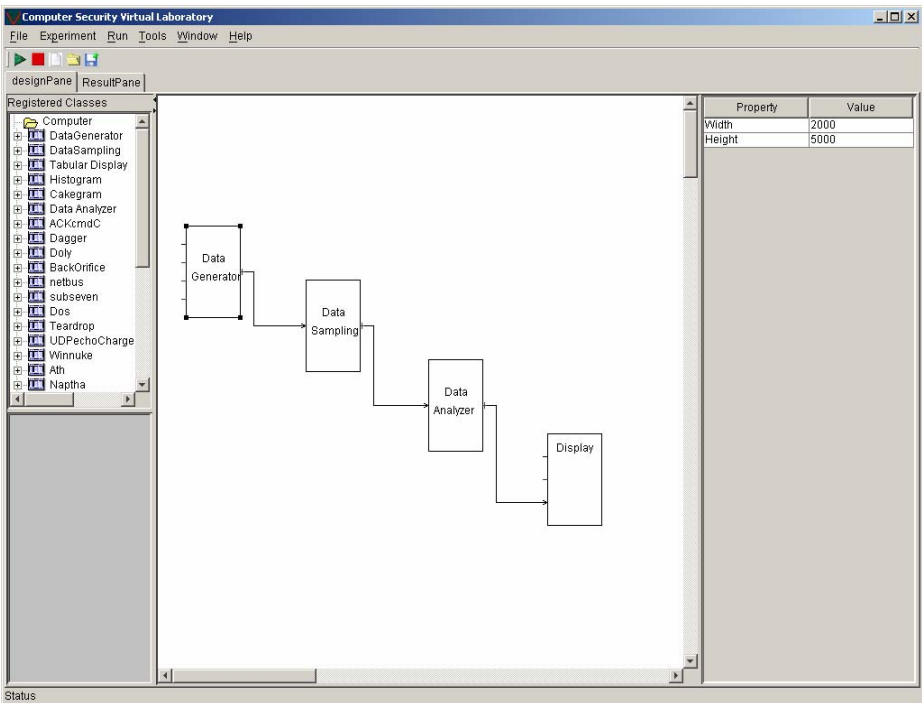 Computer Security Virtual Laboratory
File Experiment Run Tools Window Help
designPane ResultPane
Registered Classes
Computer
DataGenerator
DataSampling
Tabular Display
Histogram
Cakegram
Data Analyzer
ACKcmdC
Dagger
Doly
BackOrifice
netbus
subseven
Dos
Teardrop
UDPechoCharge
Winnuke
Ath
Naptha
Data
Generator
Data
Sampling
Data
Analyzer
Display
Property Value
Width 2000
Height 5000
Status